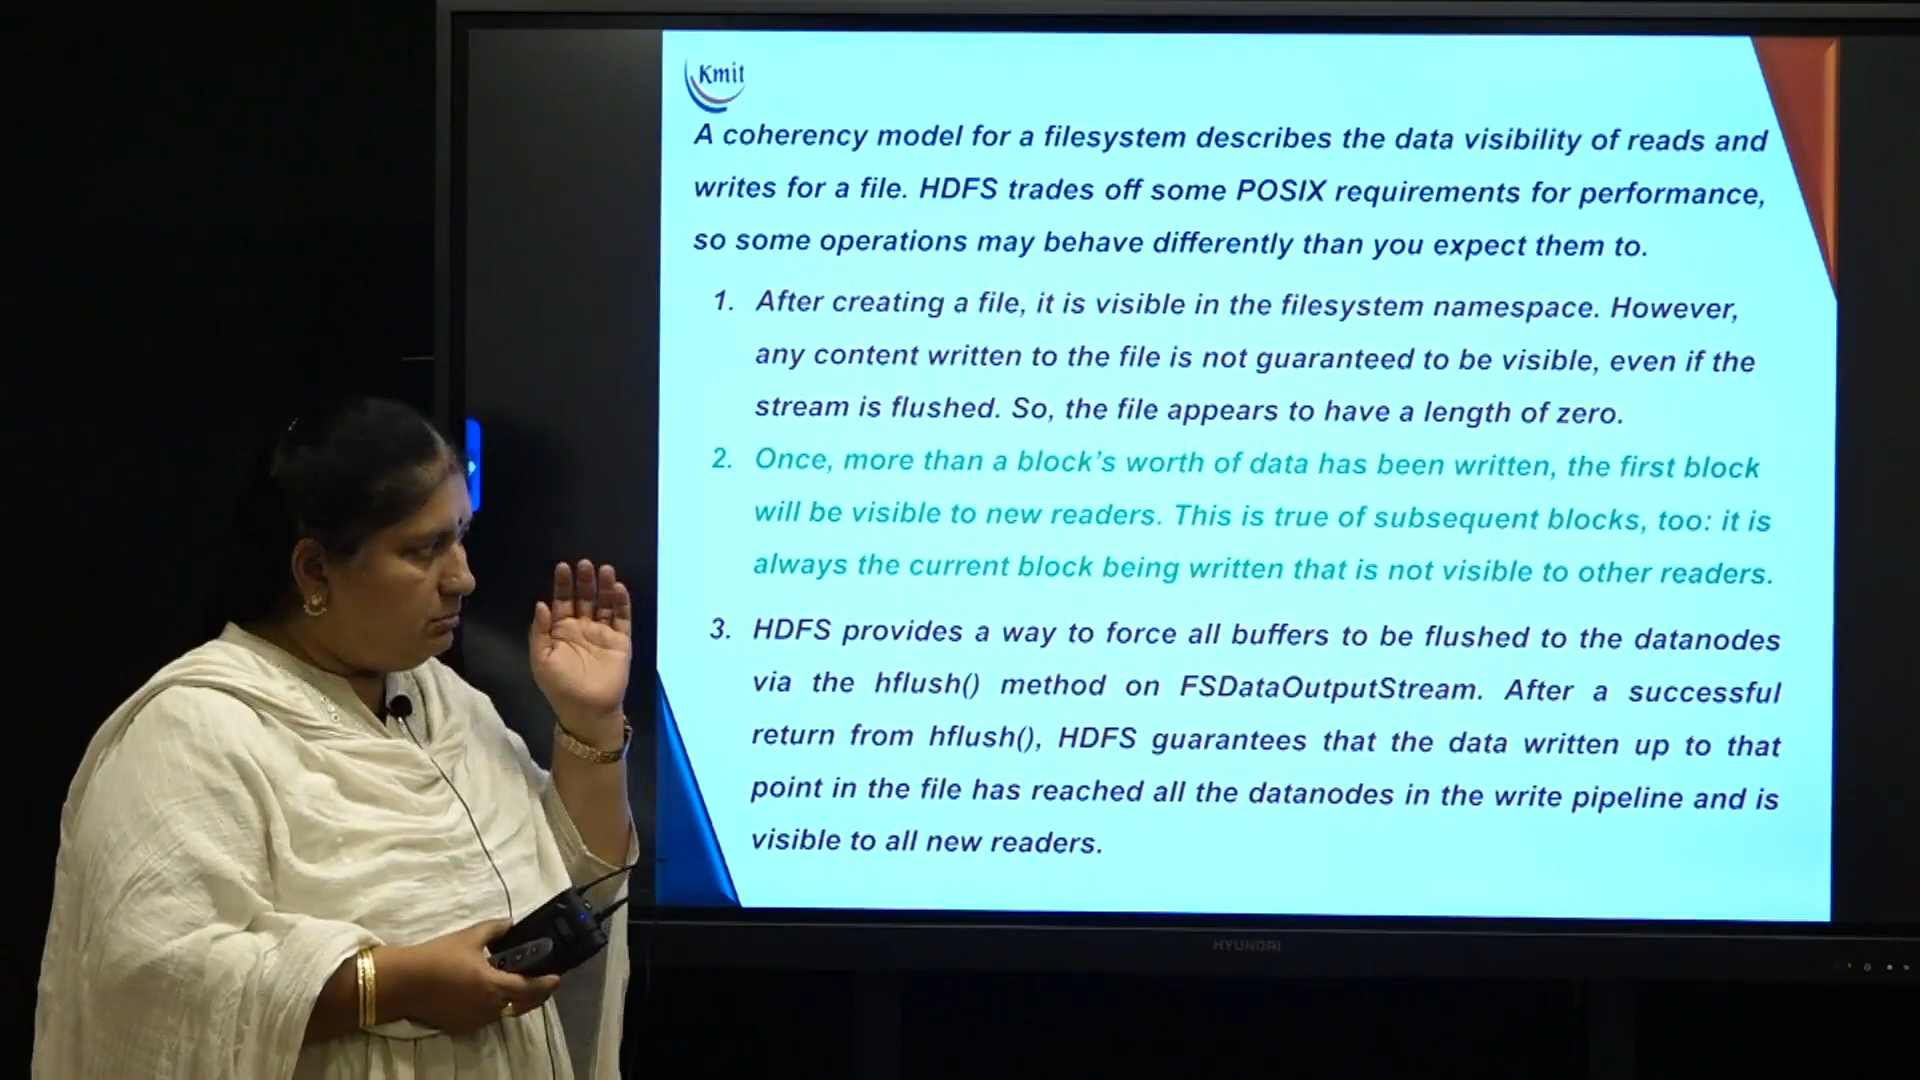 Kmit
A coherency model for a filesystem describes the data visibility of reads and
writes for a file. HDFS trades off some POSIX requirements for performance,
so some operations may behave differently than you expect them to.
1. After creating a file, it is visible in the filesystem namespace. However,
any content written to the file is not guaranteed to be visible, even if the
stream is flushed. So, the file appears to have a length of zero.
2. Once, more than a block's worth of data has been written, the first block
will be visible to new readers. This is true of subsequent blocks, too: it is
always the current block being written that is not visible to other readers.
3. HDFS provides a way to force all buffers to be flushed to the datanodes
via the hflush() method on FSDataOutputStream. After a successful
return from hflush(), HDFS guarantees that the data written up to that
point in the file has reached all the datanodes in the write pipeline and is
visible to all new readers.
HYUNDAI